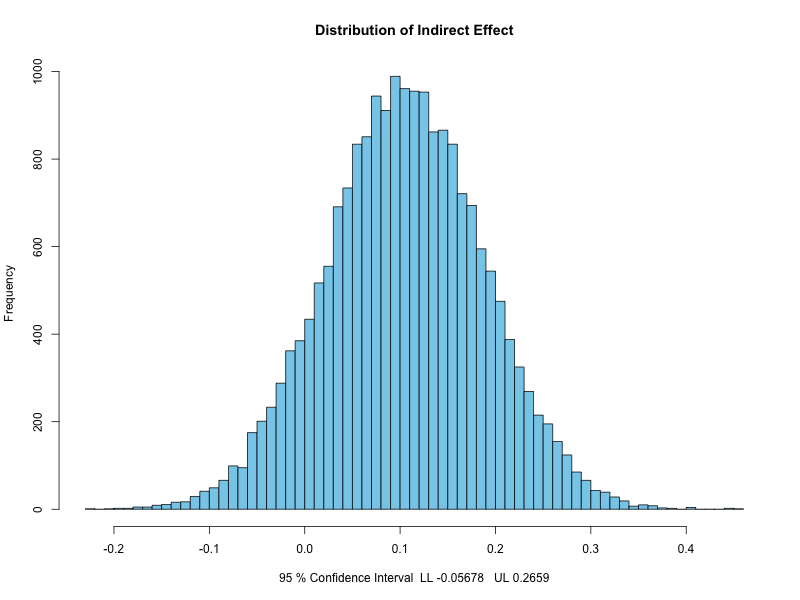 Distribution of Indirect Effect
1000
800
600
400
200
0
Frequency
-0.2 -0.1 0.0 0.1 0.2 0.3 0.4
95 % Confidence Interval  LL -0.05678   UL 0.2659